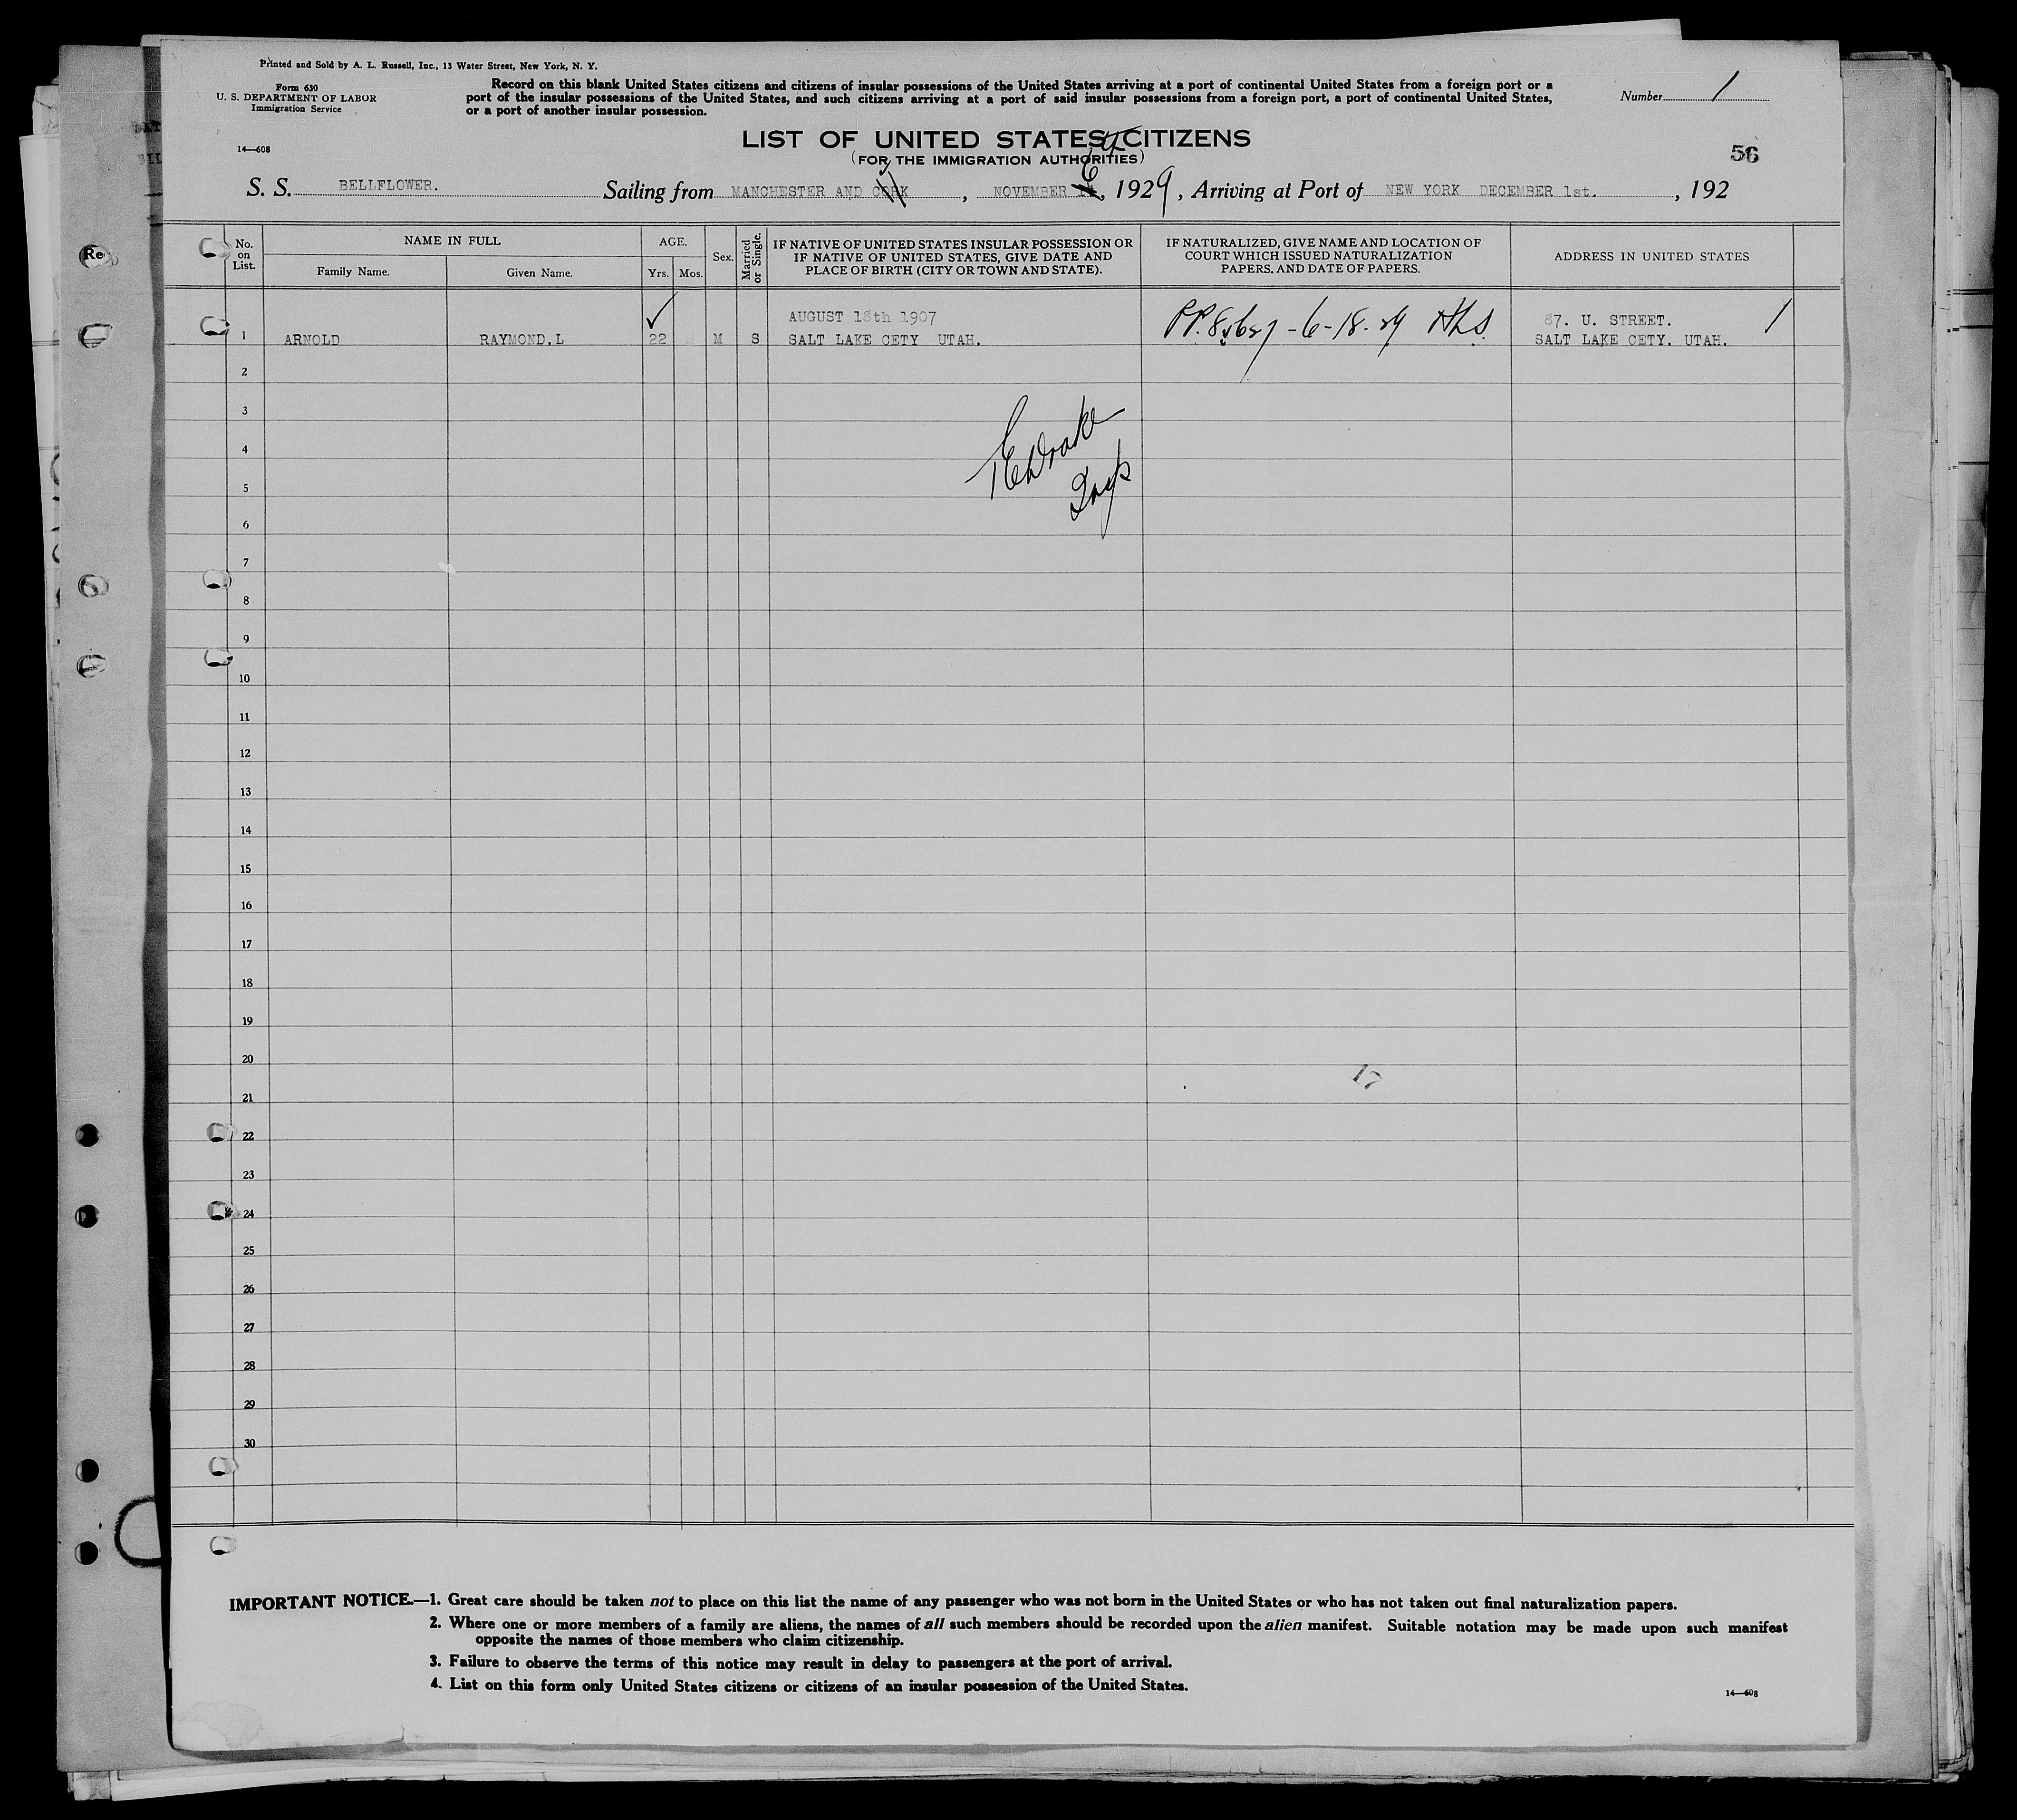 Printed and Sold by A. L. Russell, Inc., 13 Water Street, New York, N. Y.
Form 630
U. S. DEPARTMENT OF LABOR
Immigration Service
14—608
Record on this blank United States citizens and citizens of insular possessions of the United States arriving at a port of continental United States from a foreign port or a
port of the insular possessions of the United States, and such citizens arriving at a port of said insular possessions from a foreign port, a port of continental United States,
or a port of another insular possession.
Number 1
LIST OF UNITED STATES CITIZENS
(FOR THE IMMIGRATION AUTHORITIES)
56
S. S. BELLFLOWER. Sailing from MANCHESTER AND CORK, NOVEMBER, 1929, Arriving at Port of NEW YORK DECEMBER 1st., 192
Re
No. on List.
NAME IN FULL
Family Name.
Given Name.
AGE.
Yrs.
Mos.
Sex.
Married or Single.
IF NATIVE OF UNITED STATES INSULAR POSSESSION OR
IF NATIVE OF UNITED STATES, GIVE DATE AND
PLACE OF BIRTH (CITY OR TOWN AND STATE).
IF NATURALIZED, GIVE NAME AND LOCATION OF
COURT WHICH ISSUED NATURALIZATION
PAPERS, AND DATE OF PAPERS.
ADDRESS IN UNITED STATES
AUGUST 18th 1907
87. U. STREET. 1
1 ARNOLD RAYMOND.L 22 M S SALT LAKE CETY UTAH. 6-18-29 SALT LAKE CETY. UTAH.
2
3
4
5
6
7
8
9
10
11
12
13
14
15
16
17
18
19
20
17
21
22
23
24
25
26
27
28
29
30
IMPORTANT NOTICE.—1. Great care should be taken not to place on this list the name of any passenger who was not born in the United States or who has not taken out final naturalization papers.
2. Where one or more members of a family are aliens, the names of all such members should be recorded upon the alien manifest. Suitable notation may be made upon such manifest
opposite the names of those members who claim citizenship.
3. Failure to observe the terms of this notice may result in delay to passengers at the port of arrival.
4. List on this form only United States citizens or citizens of an insular possession of the United States.
14—608